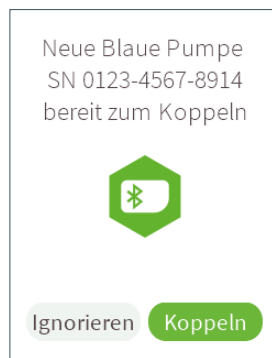 Neue Blaue Pumpe
SN 0123-4567-8914
bereit zum Koppeln
Ignorieren
Koppeln